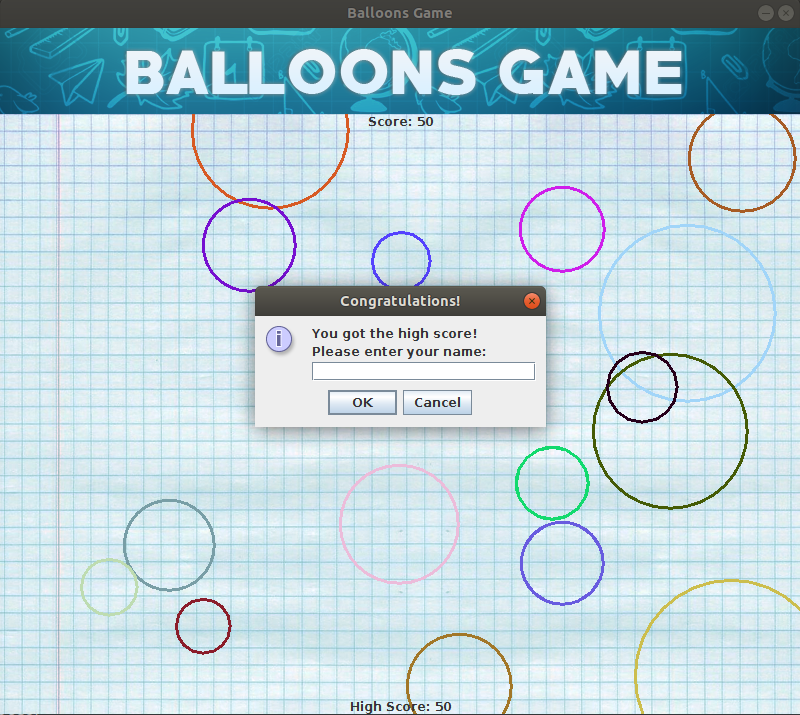 Balloons Game
BALLOONS GAME
Score: 50
Congratulations!
You got the high score!
Please enter your name:
OK
Cancel
High Score: 50